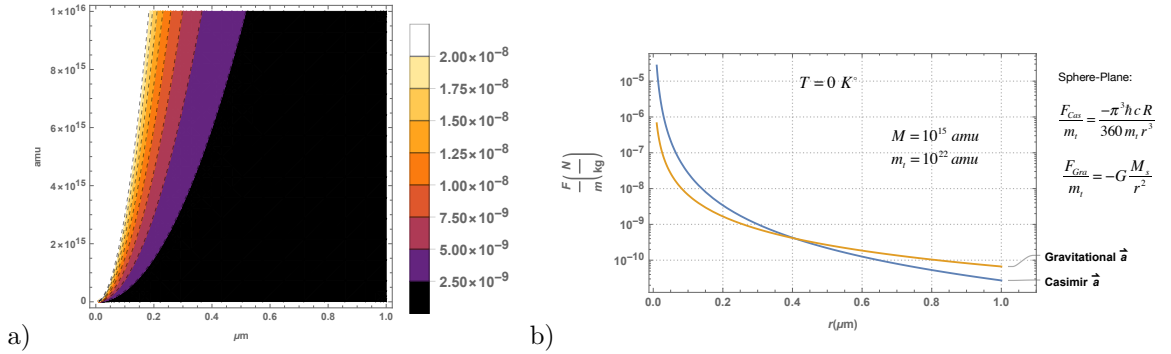 a)
amu
1×10^16
8×10^15
6×10^15
4×10^15
2×10^15
0
0.0 0.2 0.4 0.6 0.8 1.0
μm
2.00×10^-8
1.75×10^-8
1.50×10^-8
1.25×10^-8
1.00×10^-8
7.50×10^-9
5.00×10^-9
2.50×10^-9
b)
F/m (N/kg)
10^-5
10^-6
10^-7
10^-8
10^-9
10^-10
T = 0 K°
M = 10^15 amu
m_t = 10^22 amu
0.0 0.2 0.4 0.6 0.8 1.0
r(μm)
Sphere-Plane:
F_Cas/m_t = -π^3 ħ c R / 360 m_t r^3
F_Gra/m_t = -G M_s/r^2
Gravitational a⃗
Casimir a⃗